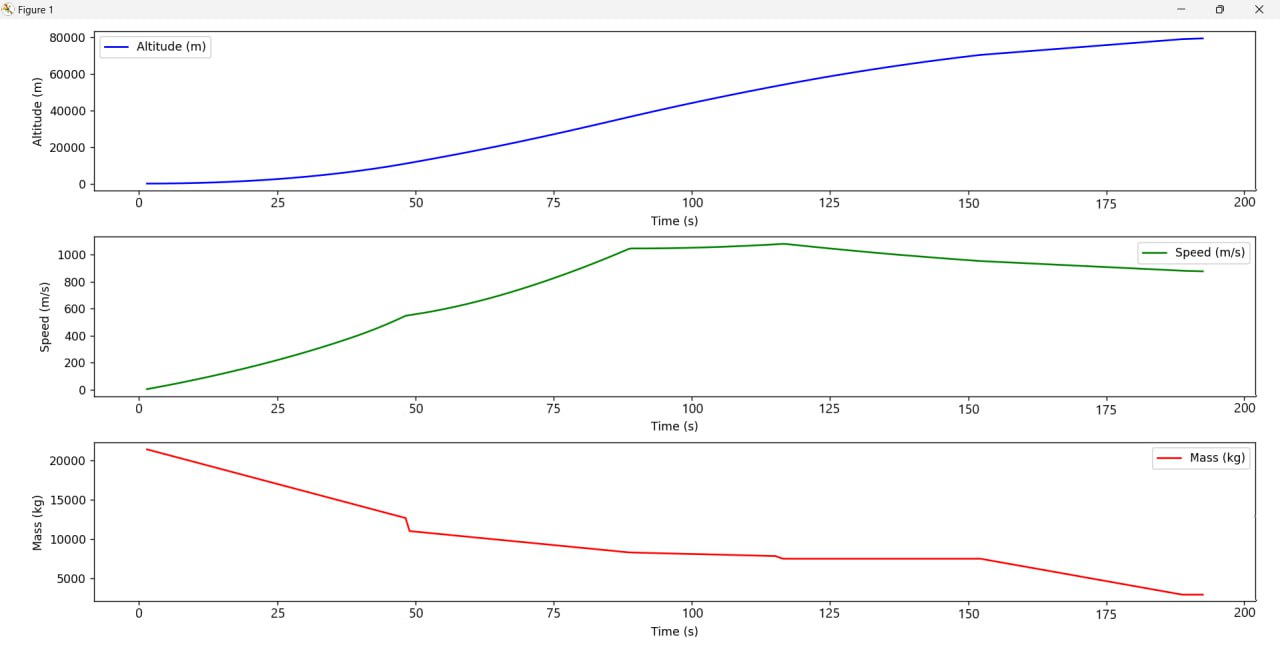 Figure 1
80000
60000
40000
20000
0
Altitude (m)
Altitude (m)
0 25 50 75 100 125 150 175 200
Time (s)
1000
800
600
400
200
0
Speed (m/s)
Speed (m/s)
0 25 50 75 100 125 150 175 200
Time (s)
20000
15000
10000
5000
Mass (kg)
Mass (kg)
0 25 50 75 100 125 150 175 200
Time (s)